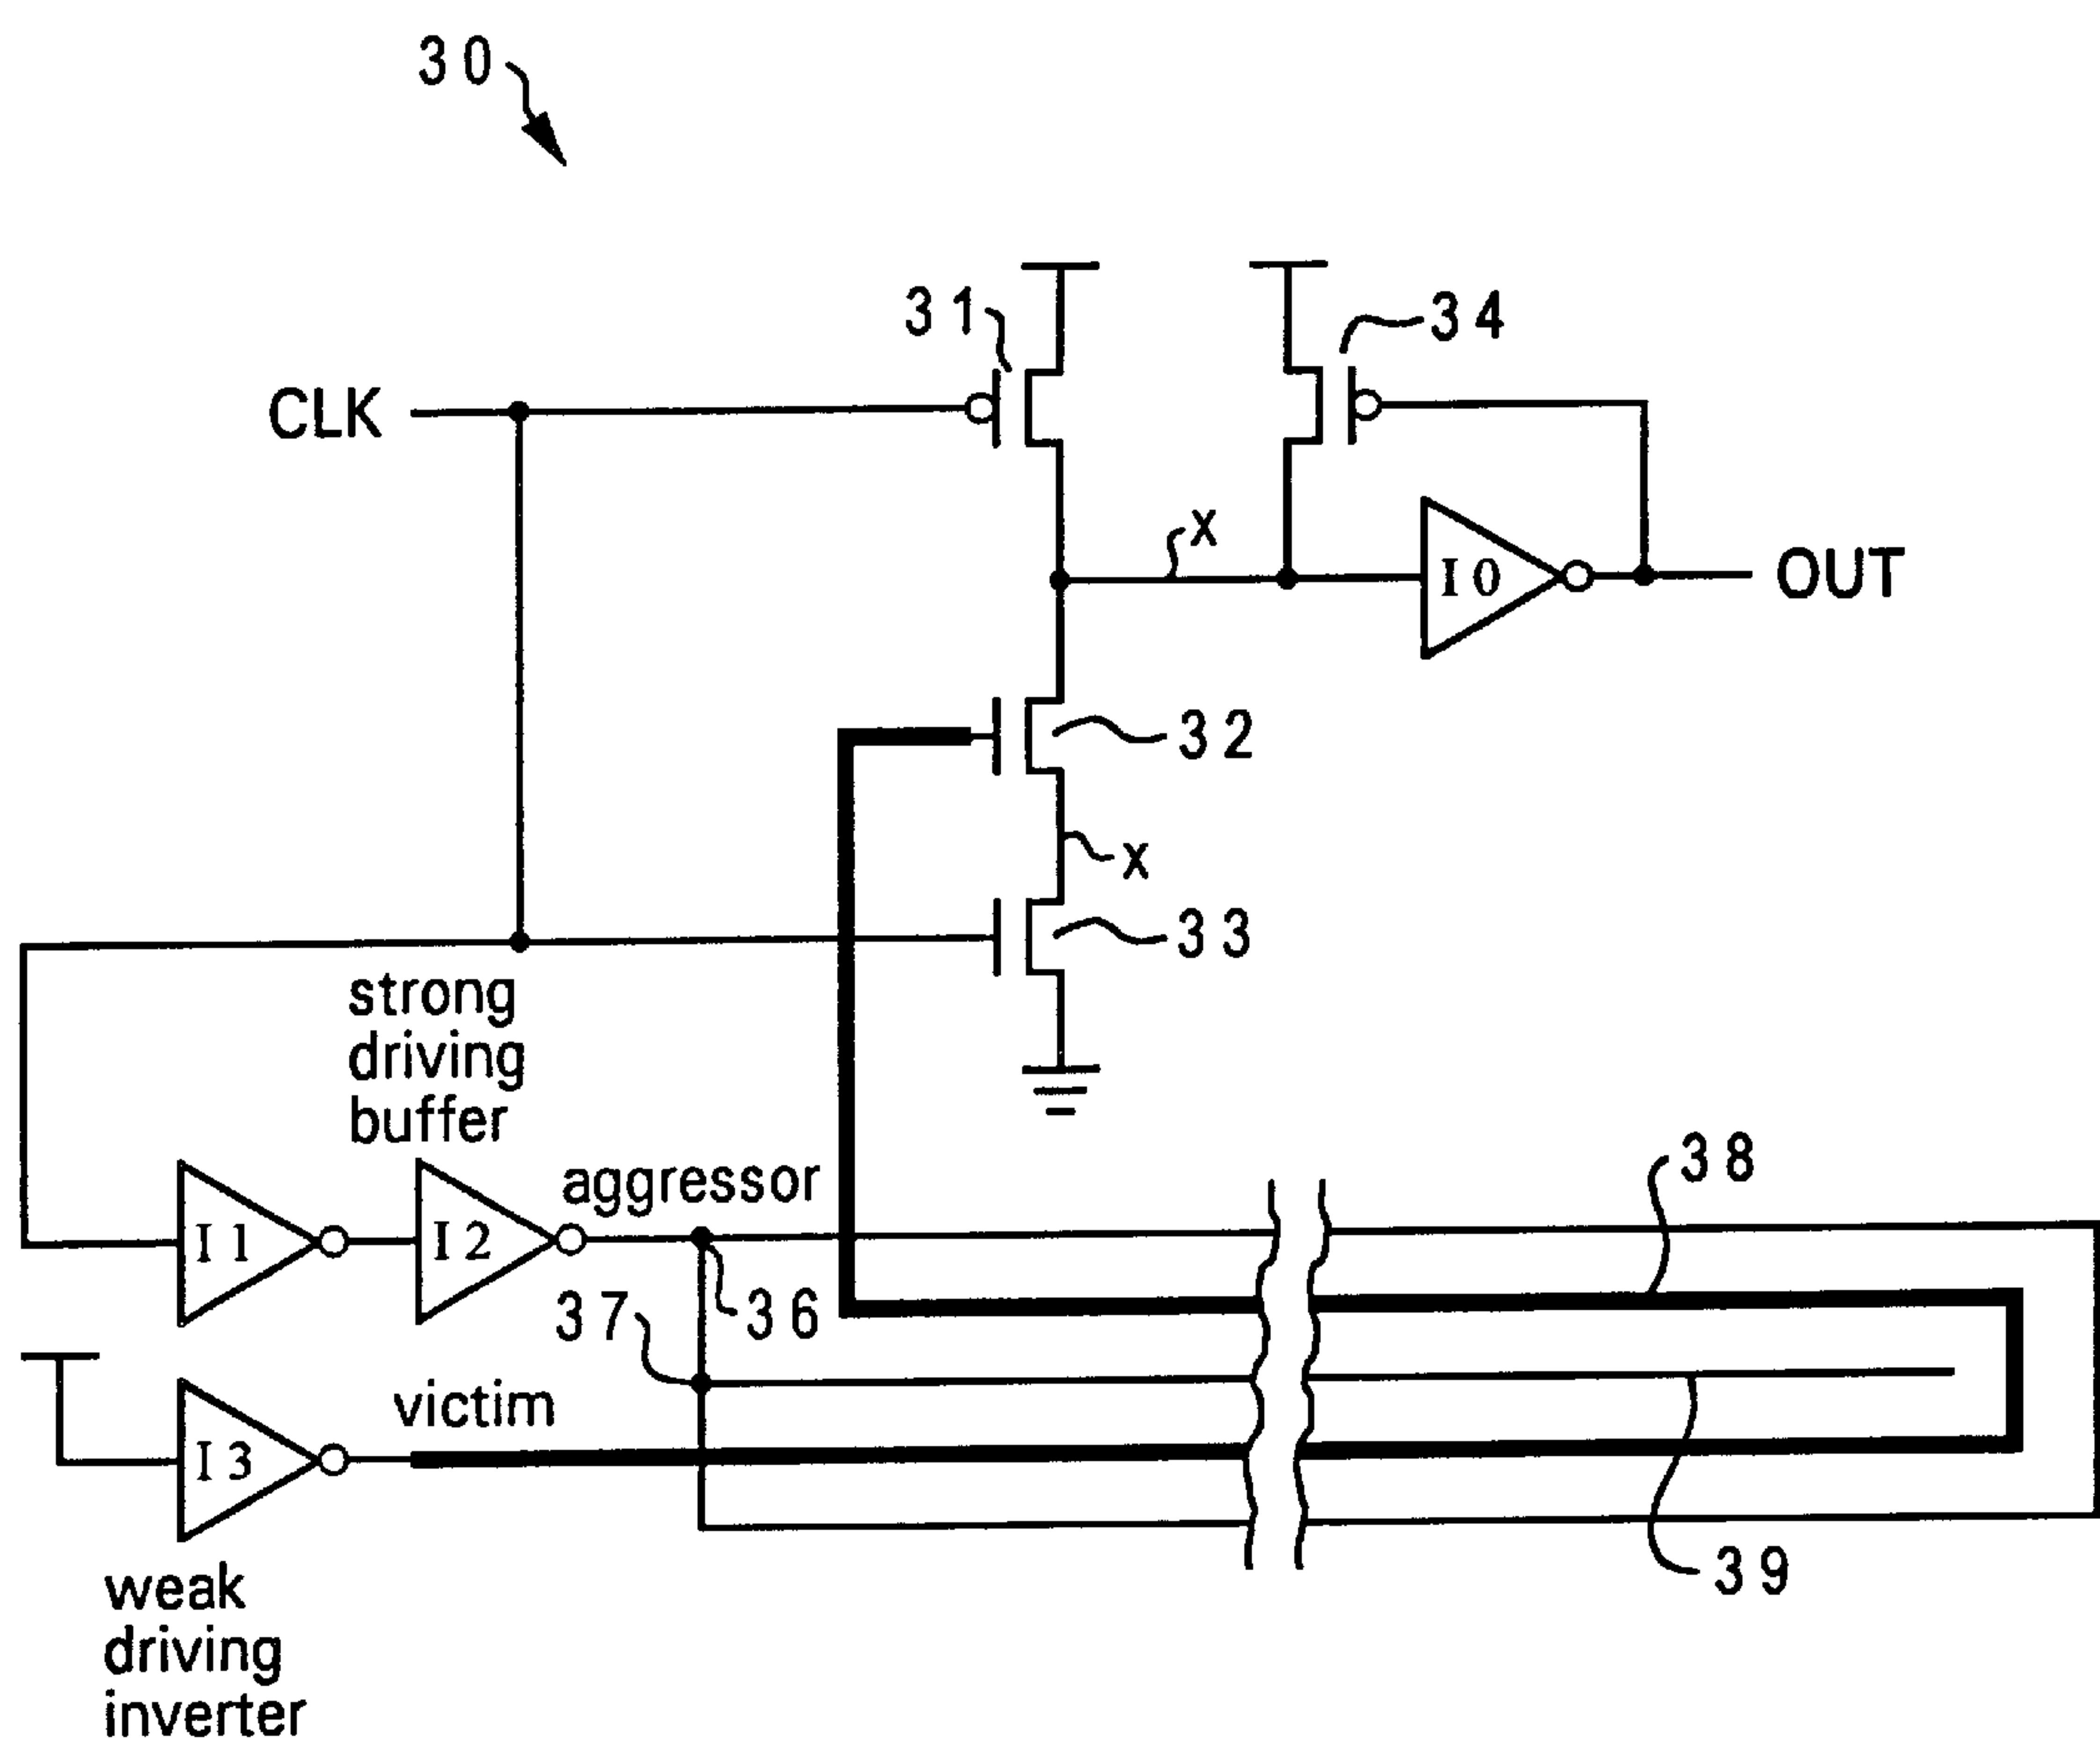 30
31
34
CLK
x
I0
OUT
32
x
33
strong
driving
buffer
aggressor
38
I1
I2
37
36
victim
I3
39
weak
driving
inverter